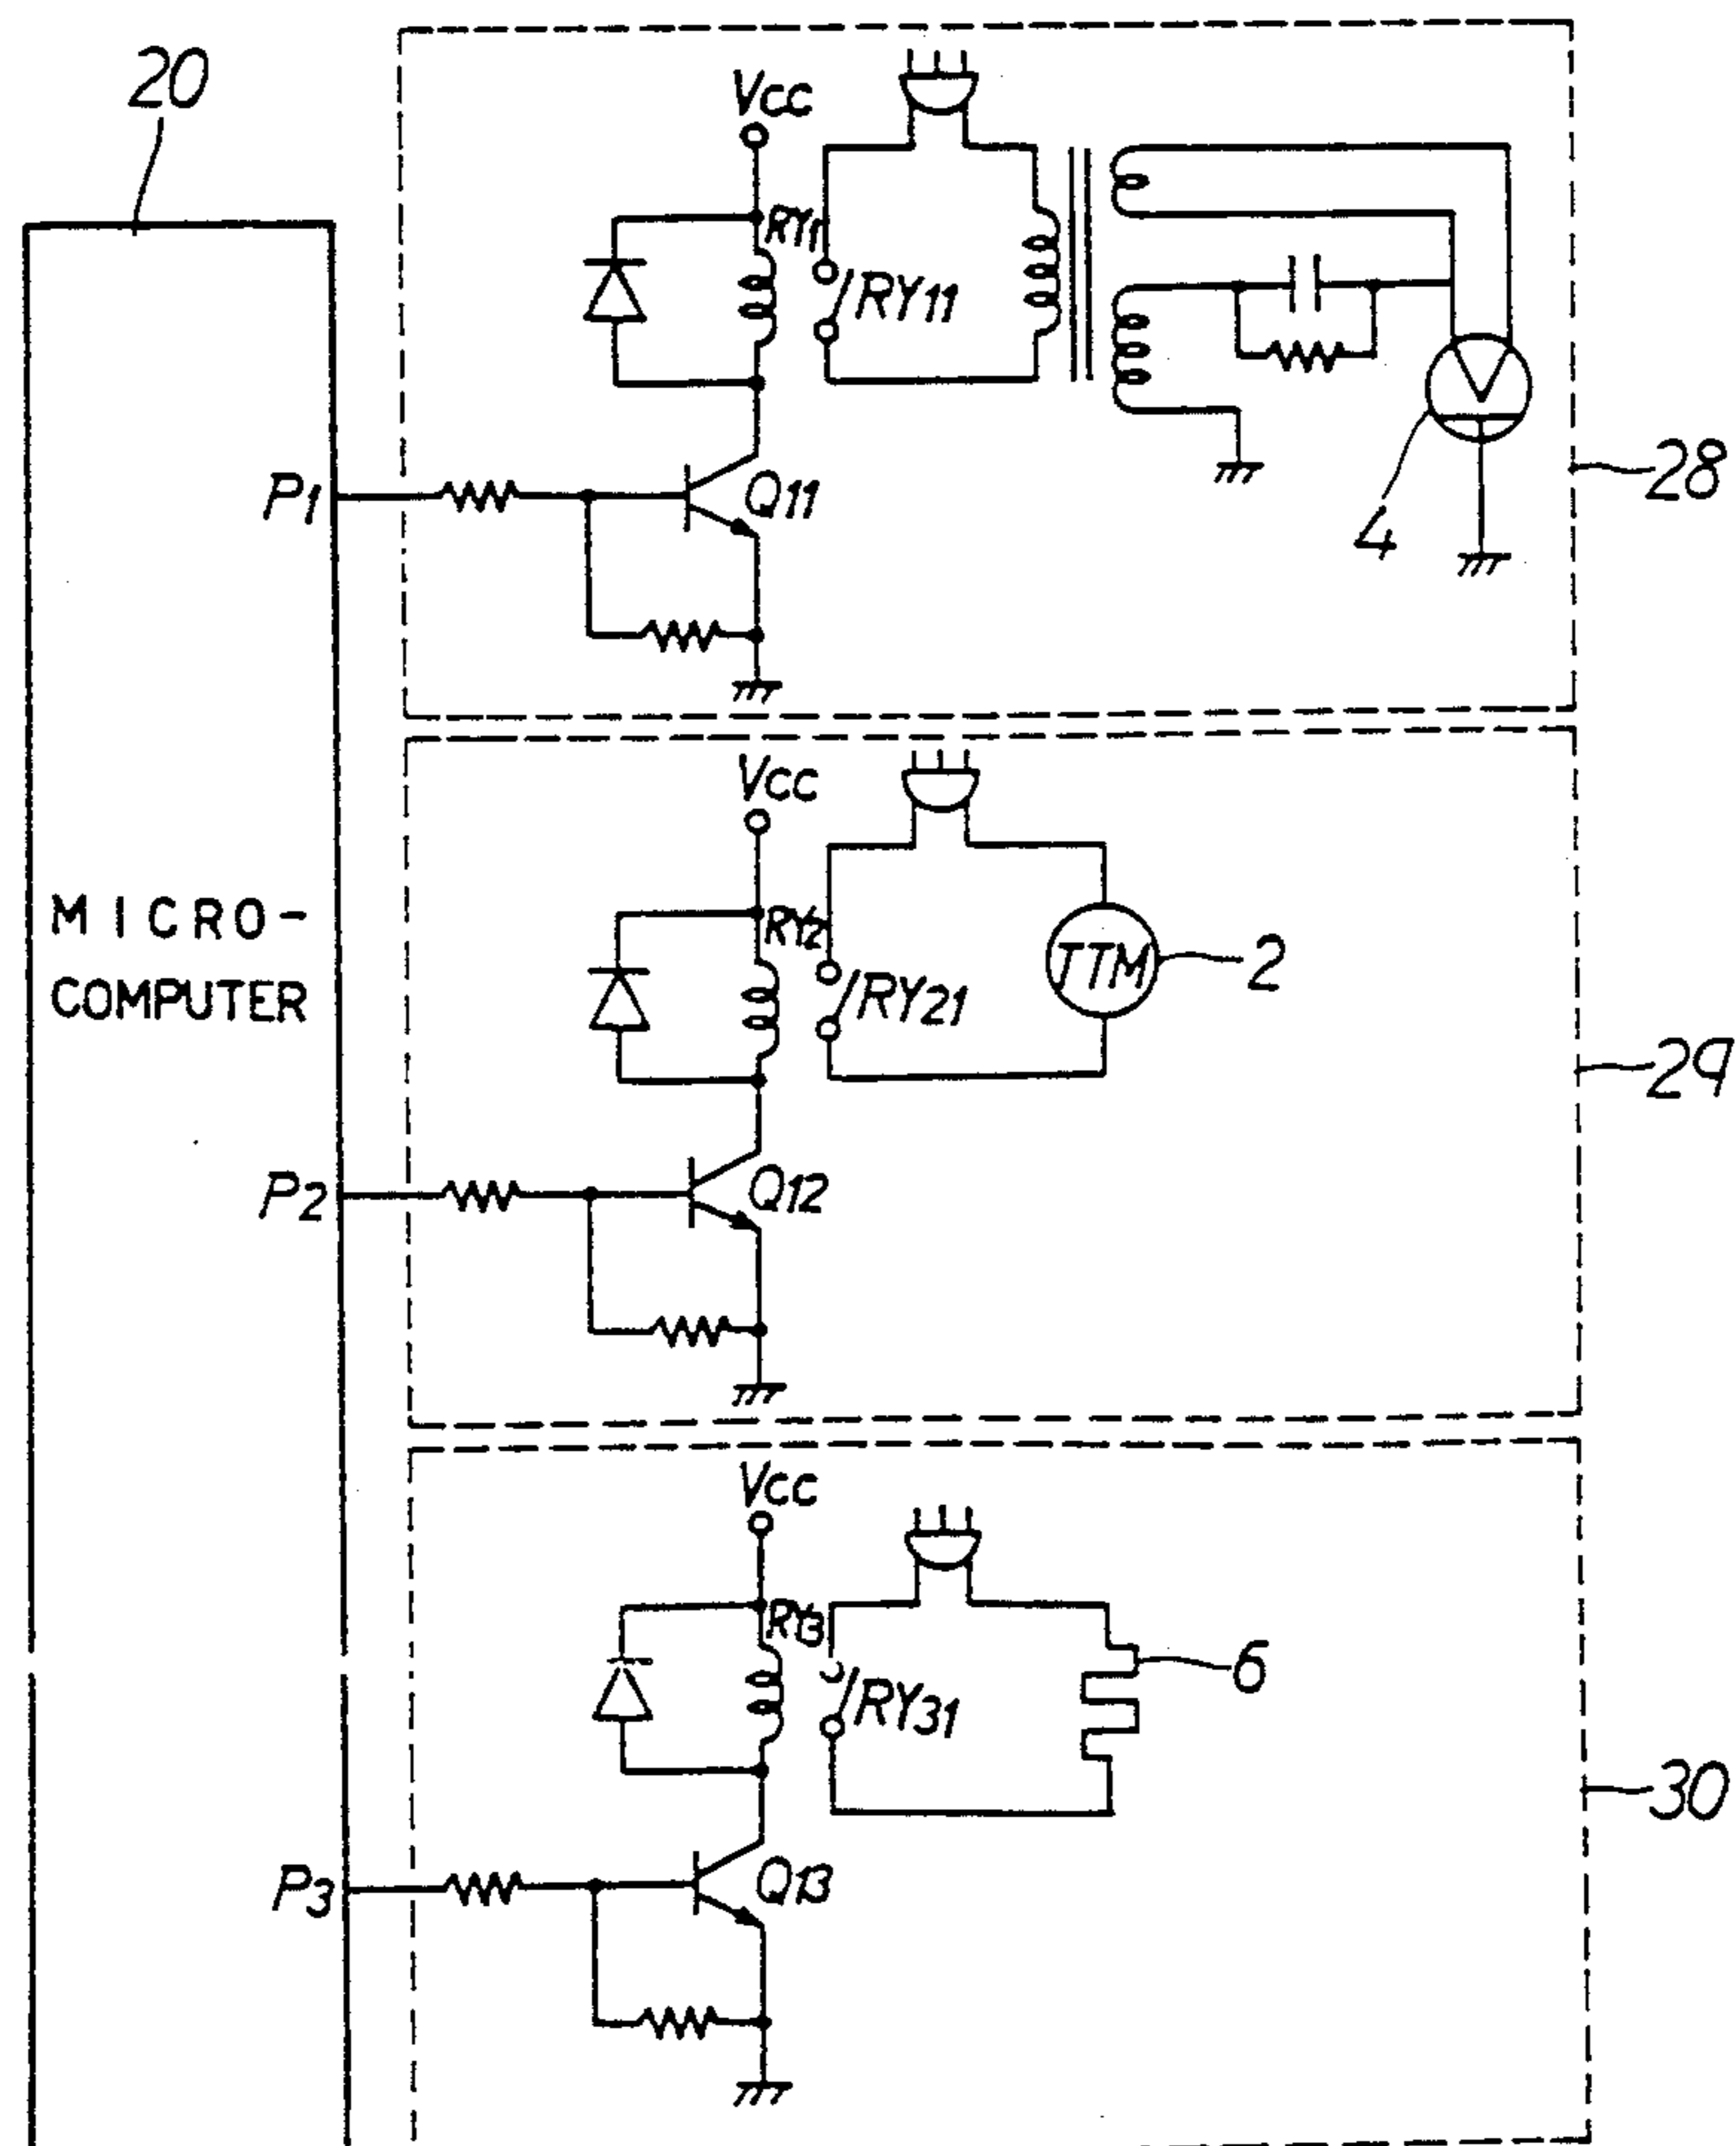 20
Vcc
RY1
RY11
P1
Q11
4
28
Vcc
MICRO-
COMPUTER
RY2
RY21
TTM
2
29
P2
Q12
Vcc
RY3
RY31
6
30
P3
Q13